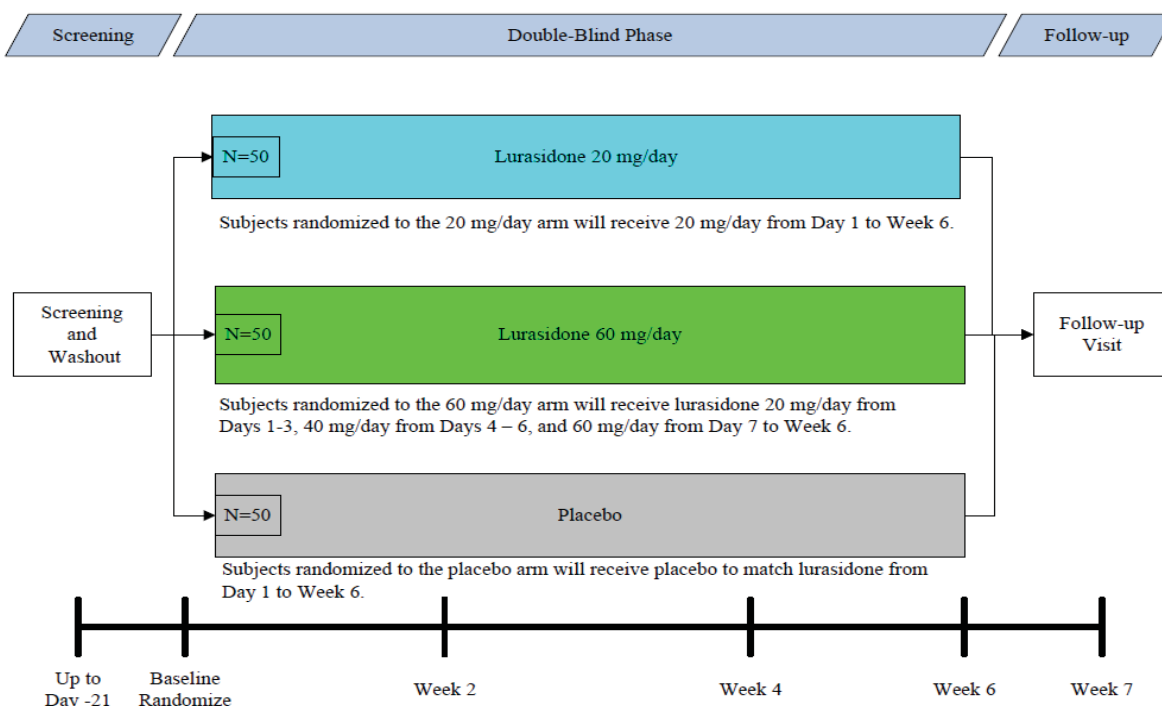 Screening
Double-Blind Phase
Follow-up
N=50
Lurasidone 20 mg/day
Subjects randomized to the 20 mg/day arm will receive 20 mg/day from Day 1 to Week 6.
Screening
and
Washout
N=50
Lurasidone 60 mg/day
Follow-up
Visit
Subjects randomized to the 60 mg/day arm will receive lurasidone 20 mg/day from
Days 1-3, 40 mg/day from Days 4 – 6, and 60 mg/day from Day 7 to Week 6.
N=50
Placebo
Subjects randomized to the placebo arm will receive placebo to match lurasidone from
Day 1 to Week 6.
Up to
Day -21
Baseline
Randomize
Week 2
Week 4
Week 6
Week 7